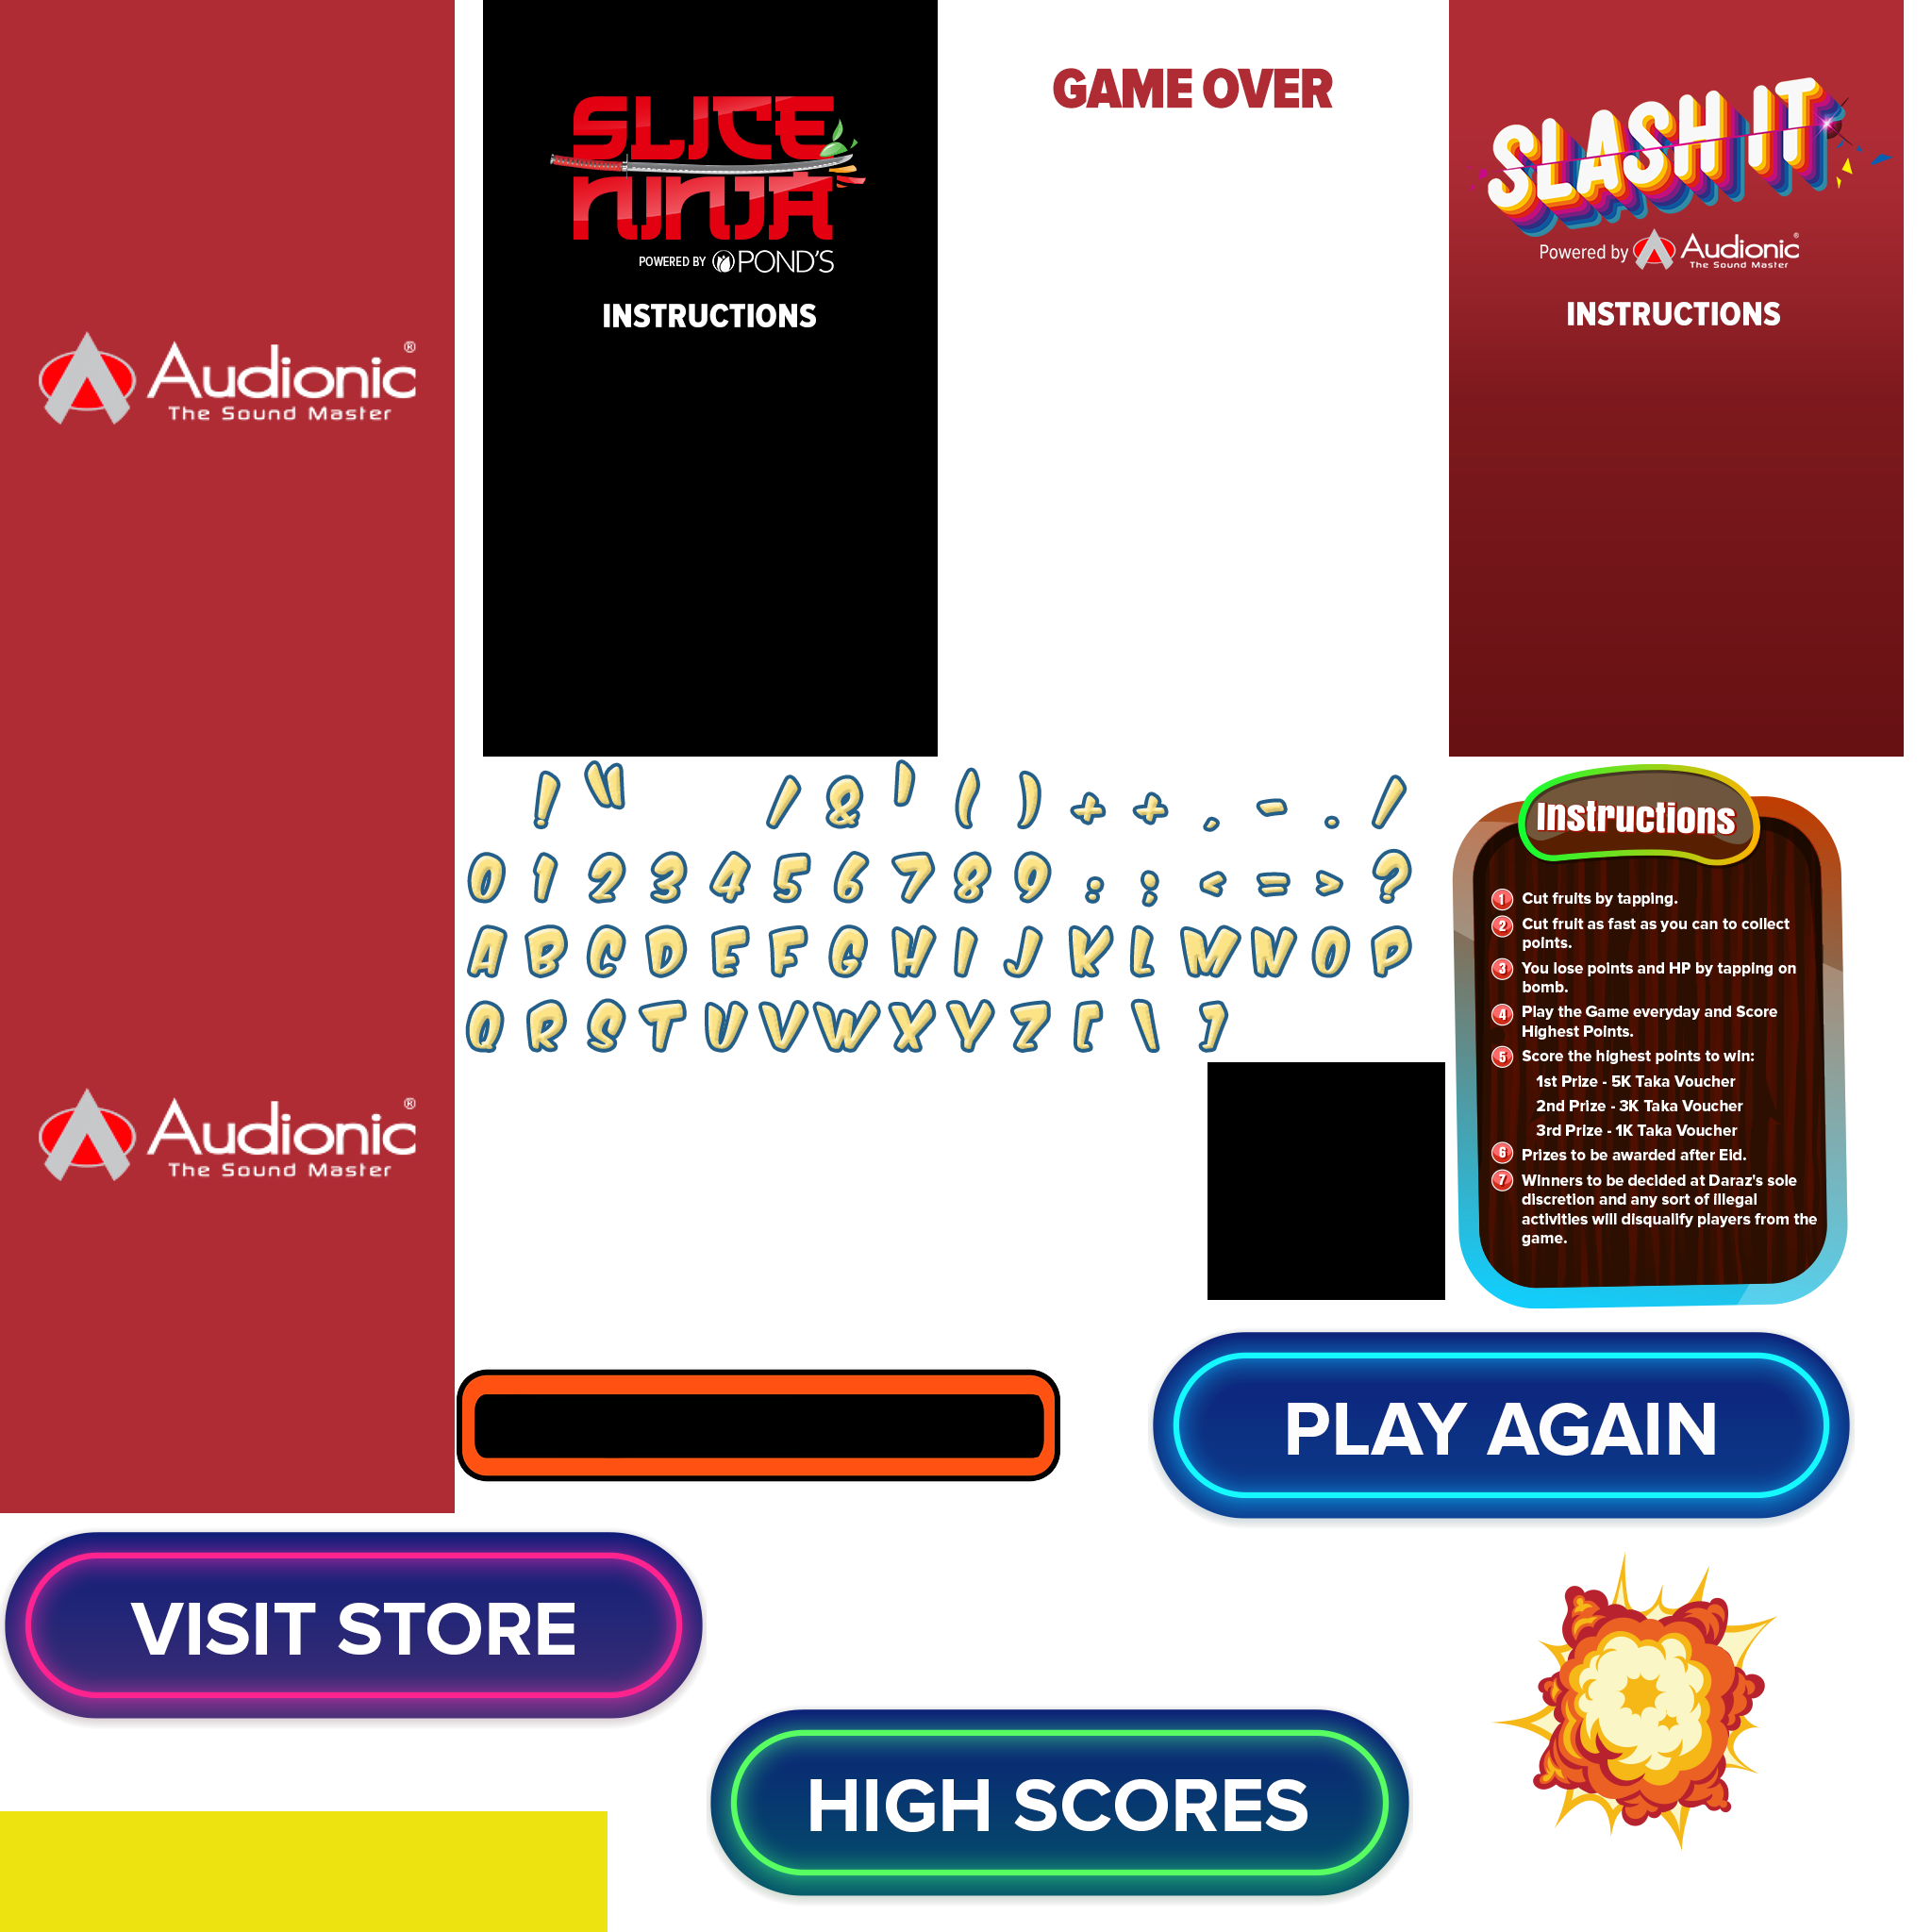 GAME OVER
SLICE
NINJA
POWERED BY POND'S
INSTRUCTIONS
SLASH IT
Powered by Audionic®
The Sound Master
INSTRUCTIONS
Audionic®
The Sound Master
! " / & ' ( ) + + , - . /
0 1 2 3 4 5 6 7 8 9 : ; < = > ?
A B C D E F G H I J K L M N O P
Q R S T U V W X Y Z [ \ ]
Instructions
1 Cut fruits by tapping.
2 Cut fruit as fast as you can to collect
points.
3 You lose points and HP by tapping on
bomb.
4 Play the Game everyday and Score
Highest Points.
5 Score the highest points to win:
1st Prize - 5K Taka Voucher
2nd Prize - 3K Taka Voucher
3rd Prize - 1K Taka Voucher
6 Prizes to be awarded after Eid.
7 Winners to be decided at Daraz's sole
discretion and any sort of illegal
activities will disqualify players from the
game.
Audionic®
The Sound Master
PLAY AGAIN
VISIT STORE
HIGH SCORES